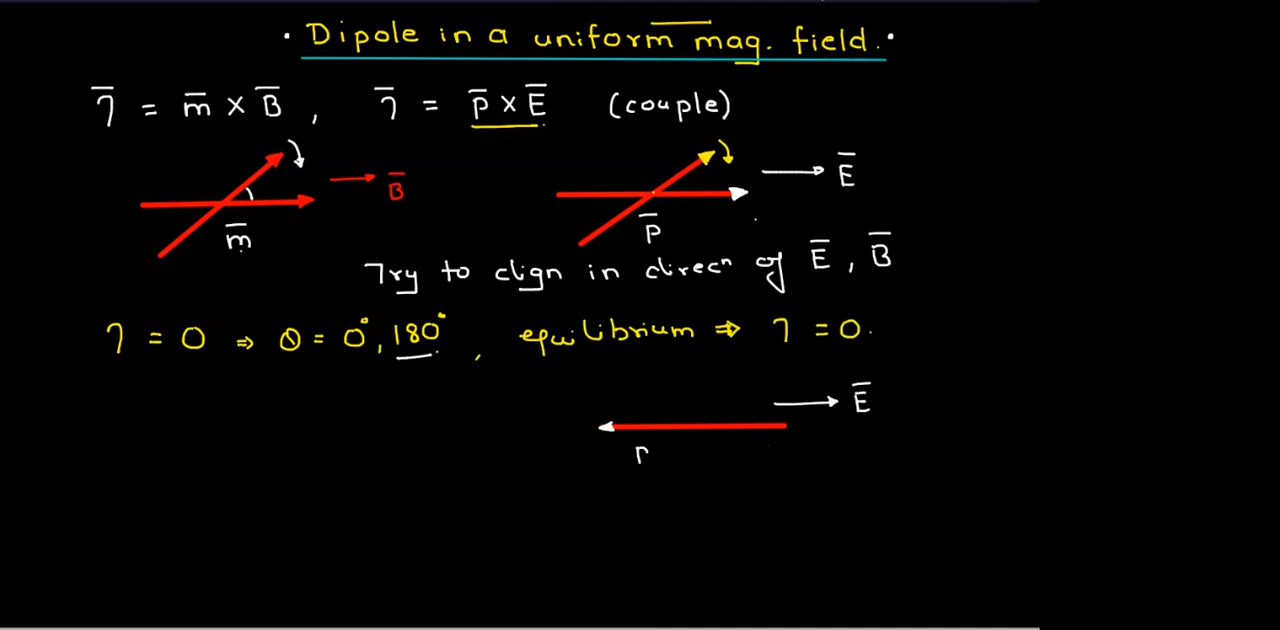 . Dipole in a uniform mag. field. .
τ̄ = m̄ × B̄ , τ̄ = P̄ × Ē (couple)
B̄ Ē
m̄ P̄
Try to align in direcⁿ of Ē , B̄
τ = 0 ⇒ θ = 0°, 180° , equilibrium ⇒ τ = 0.
Ē